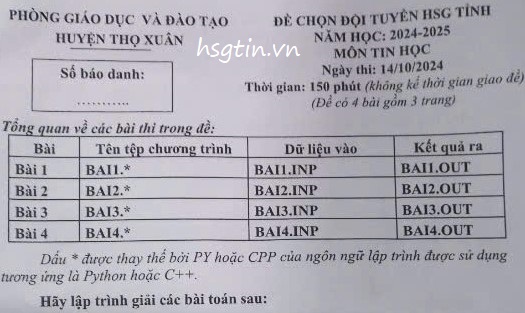 PHÒNG GIÁO DỤC VÀ ĐÀO TẠO
HUYỆN THỌ XUÂN
Số báo danh:
...........
ĐỀ CHỌN ĐỘI TUYỂN HSG TỈNH
NĂM HỌC: 2024-2025
MÔN TIN HỌC
Ngày thi: 14/10/2024
Thời gian: 150 phút (không kể thời gian giao đề)
(Đề có 4 bài gồm 3 trang)
hsgtin.vn
Tổng quan về các bài thi trong đề:
Bài Tên tệp chương trình Dữ liệu vào Kết quả ra
Bài 1 BAI1.* BAI1.INP BAI1.OUT
Bài 2 BAI2.* BAI2.INP BAI2.OUT
Bài 3 BAI3.* BAI3.INP BAI3.OUT
Bài 4 BAI4.* BAI4.INP BAI4.OUT
Dấu * được thay thế bởi PY hoặc CPP của ngôn ngữ lập trình được sử dụng
tương ứng là Python hoặc C++.
Hãy lập trình giải các bài toán sau: